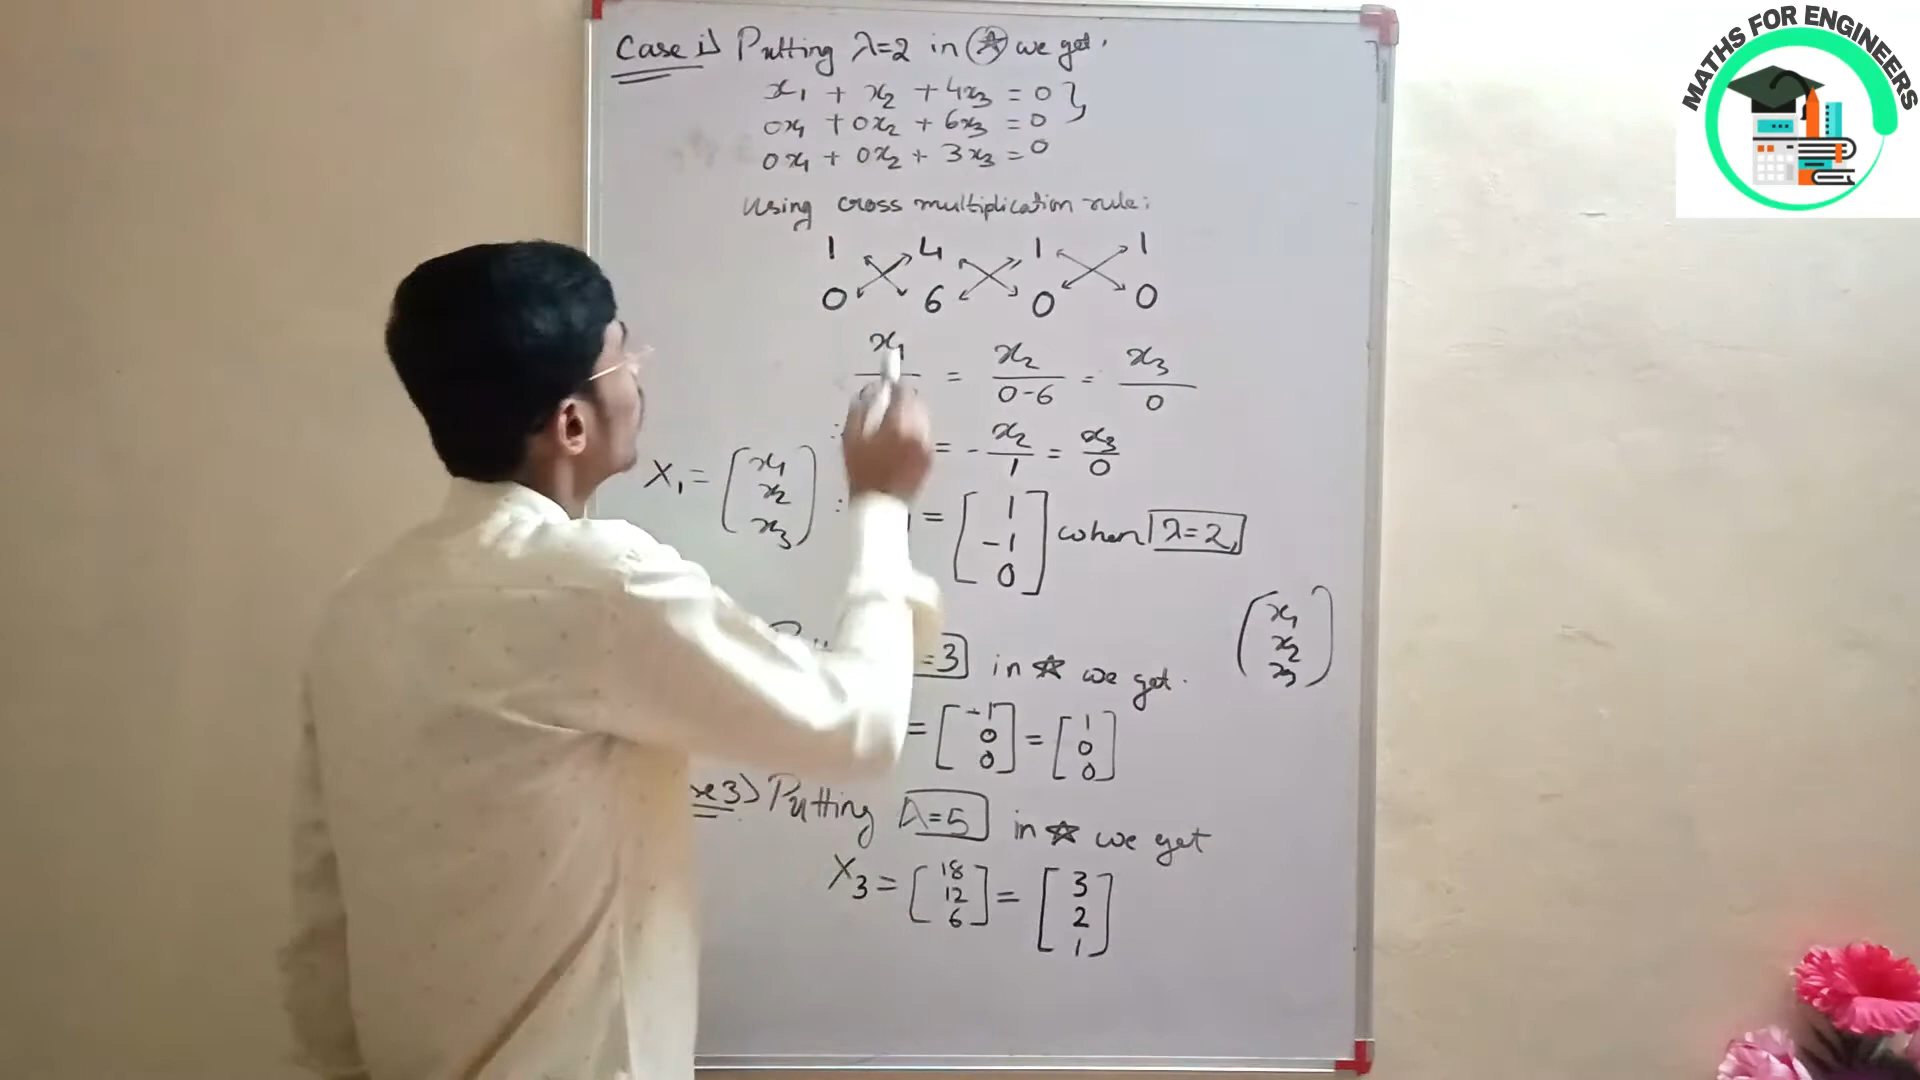 MATHS FOR ENGINEERS
Case 1) Putting λ=2 in ☆ we get.
x₁ + x₂ + 4x₃ = 0 }
0x₁ + 0x₂ + 6x₃ = 0
0x₁ + 0x₂ + 3x₃ = 0
Using cross multiplication rule:
1 4 1 1
0 6 0 0
x₁ = x₂/(0-6) = x₃/0
= -x₂/1 = x₃/0
X₁ = (x₁ x₂ x₃) = [1 -1 0] when λ=2,
(x₁ x₂ x₃)
=3 in ☆ we get.
= [-1 0 0] = [1 0 0]
3) Putting λ=5 in ☆ we get
X₃ = [18 12 6] = [3 2 1]